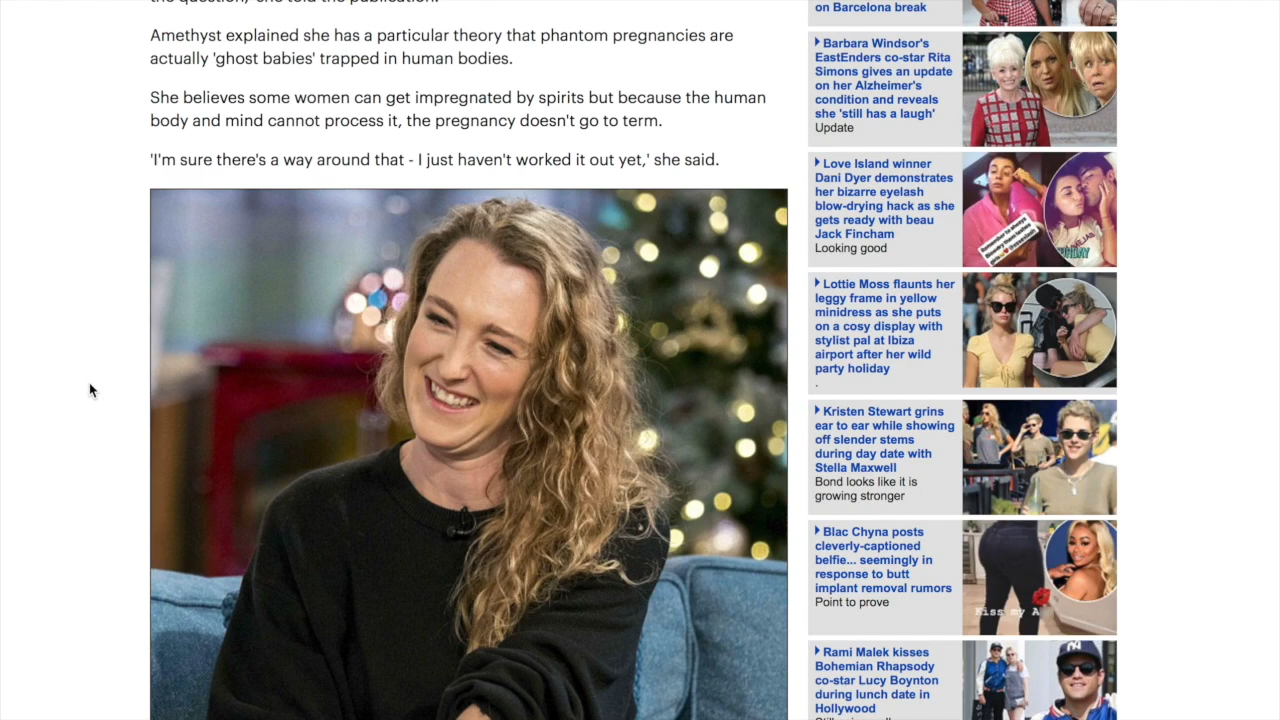 the question,' she told the publication.
Amethyst explained she has a particular theory that phantom pregnancies are
actually 'ghost babies' trapped in human bodies.
She believes some women can get impregnated by spirits but because the human
body and mind can't process it, the pregnancy doesn't go to term.
'I'm sure there's a way around that - I just haven't worked it out yet,' she said.
on Barcelona break
Barbara Windsor's
EastEnders co-star Rita
Simons gives an update
on her Alzheimer's
condition and reveals
she 'still has a laugh'
Update
Love Island winner
Dani Dyer demonstrates
her bizarre eyelash
blow-drying hack as she
gets ready with beau
Jack Fincham
Looking good
Lottie Moss flaunts her
leggy frame in yellow
minidress as she puts
on a cosy display with
stylist pal at Ibiza
airport after her wild
party holiday
.
Kristen Stewart grins
ear to ear while showing
off slender stems
during day date with
Stella Maxwell
Bond looks like it is
growing stronger
Blac Chyna posts
cleverly-captioned
belfie... seemingly in
response to butt
implant removal rumors
Point to prove
Kiss my A
Rami Malek kisses
Bohemian Rhapsody
co-star Lucy Boynton
during lunch date in
Hollywood